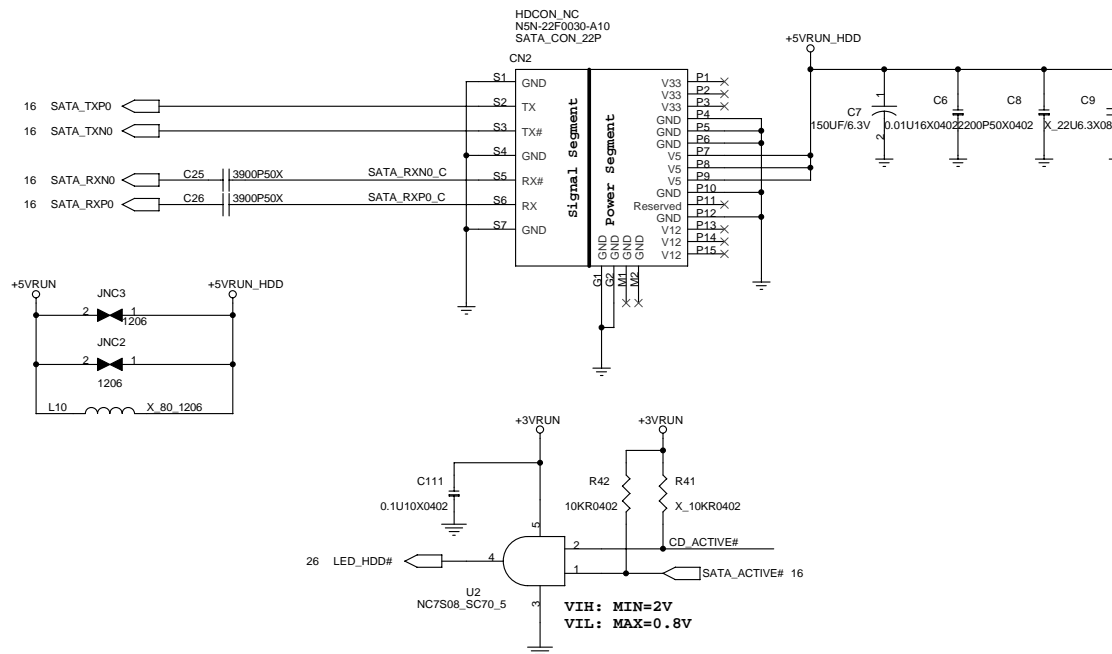 HDCON_NC
N5N-22F0030-A10
SATA_CON_22P
CN2
+5VRUN_HDD
S1 GND
S2 TX
S3 TX#
S4 GND
S5 RX#
S6 RX
S7 GND
Signal Segment
Power Segment
V33 P1
V33 P2
V33 P3
GND P4
GND P5
GND P6
V5 P7
V5 P8
V5 P9
GND P10
Reserved P11
GND P12
V12 P13
V12 P14
V12 P15
GND GND GND GND
G1 G2 M1 M2
16 SATA_TXP0
16 SATA_TXN0
16 SATA_RXN0 C25 3900P50X SATA_RXN0_C
16 SATA_RXP0 C26 3900P50X SATA_RXP0_C
C7 1 2 C6 C8 C9
150UF/6.3V 0.01U16X0402 2200P50X0402 X_22U6.3X08
+5VRUN +5VRUN_HDD
JNC3
2 1
1206
JNC2
2 1
1206
L10 X_80_1206
+3VRUN +3VRUN
C111
0.1U10X0402
R42 R41
10KR0402 X_10KR0402
5
2 CD_ACTIVE#
26 LED_HDD# 4
1 SATA_ACTIVE# 16
3
U2
NC7S08_SC70_5
VIH: MIN=2V
VIL: MAX=0.8V